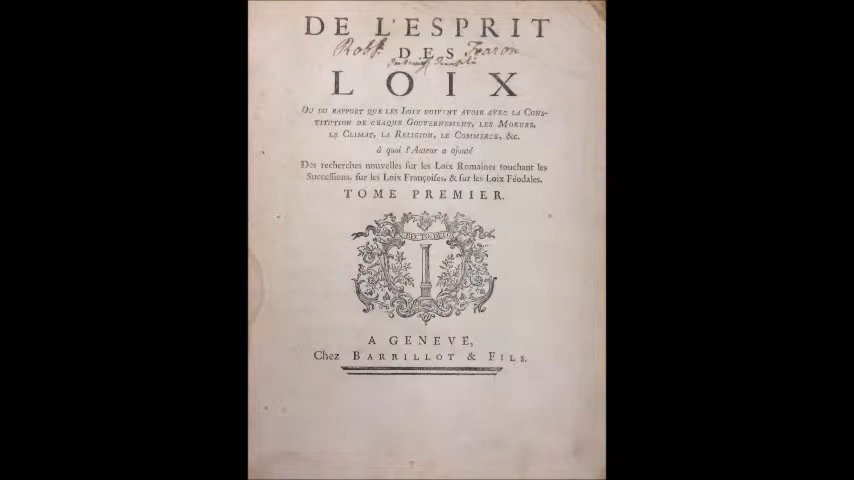 DE L'ESPRIT
DES
LOIX
OU DU RAPPORT QUE LES LOIX DOIVENT AVOIR AVEC LA CONS-
TITUTION DE CHAQUE GOUVERNEMENT, LES MOEURS,
LE CLIMAT, LA RELIGION, LE COMMERCE, &c.
à quoi l'Auteur a ajouté
Des recherches nouvelles sur les Loix Romaines touchant les
Successions, sur les Loix Françoises, & sur les Loix Féodales.
TOME PREMIER.
A GENEVE,
Chez BARRILLOT & FILS.